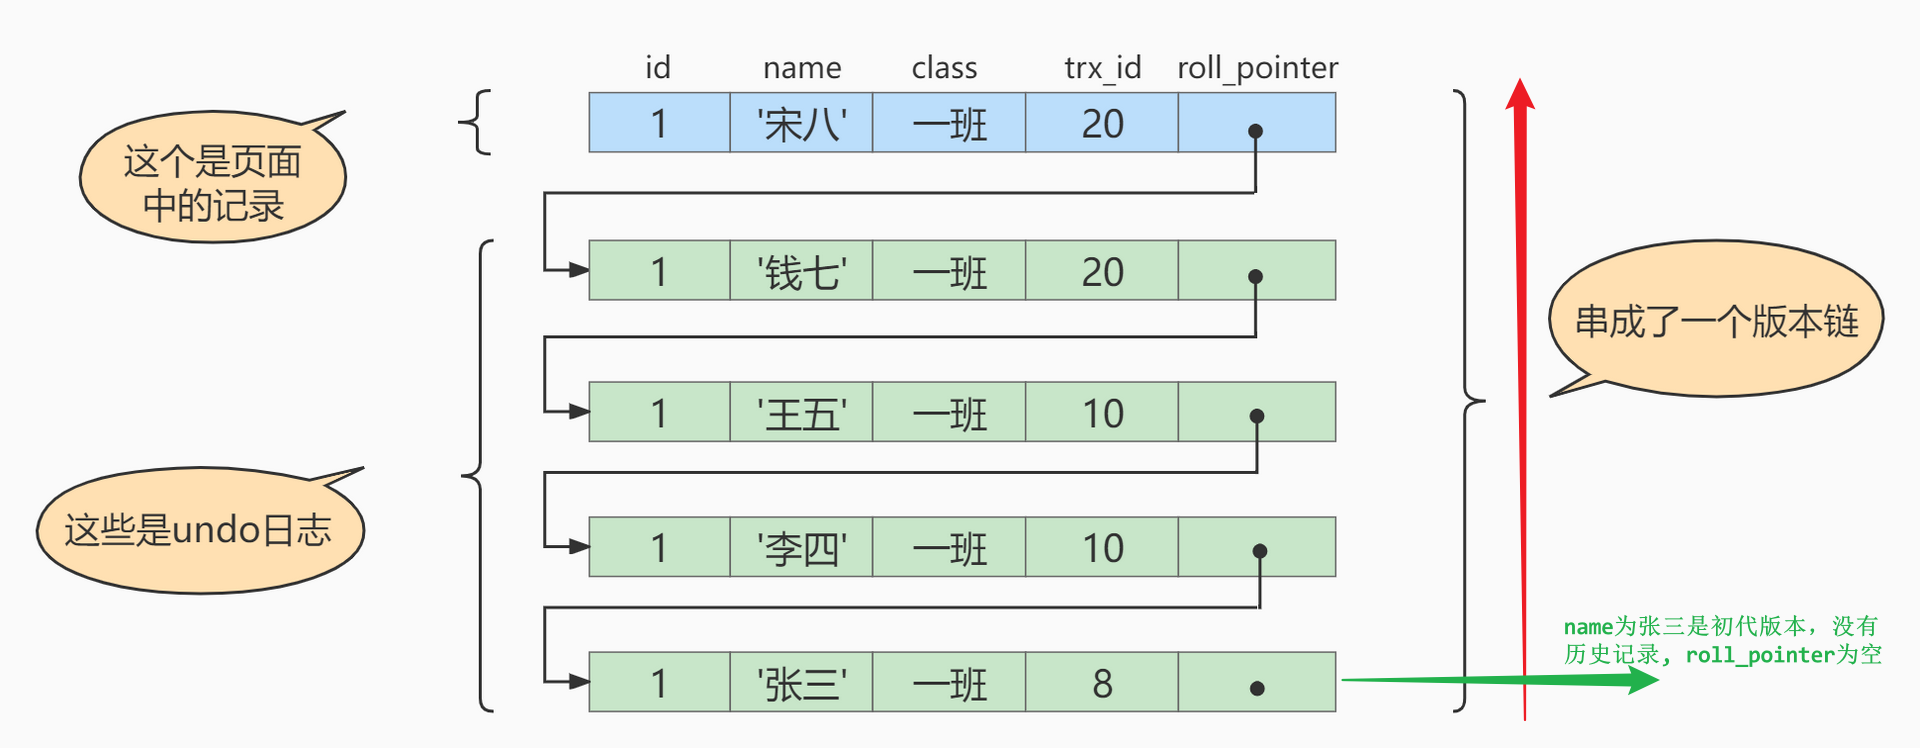 id name class trx_id roll_pointer
1 '宋八' 一班 20
这个是页面
中的记录
1 '钱七' 一班 20
串成了一个版本链
1 '王五' 一班 10
这些是undo日志
1 '李四' 一班 10
name为张三是初代版本，没有
历史记录，roll_pointer为空
1 '张三' 一班 8